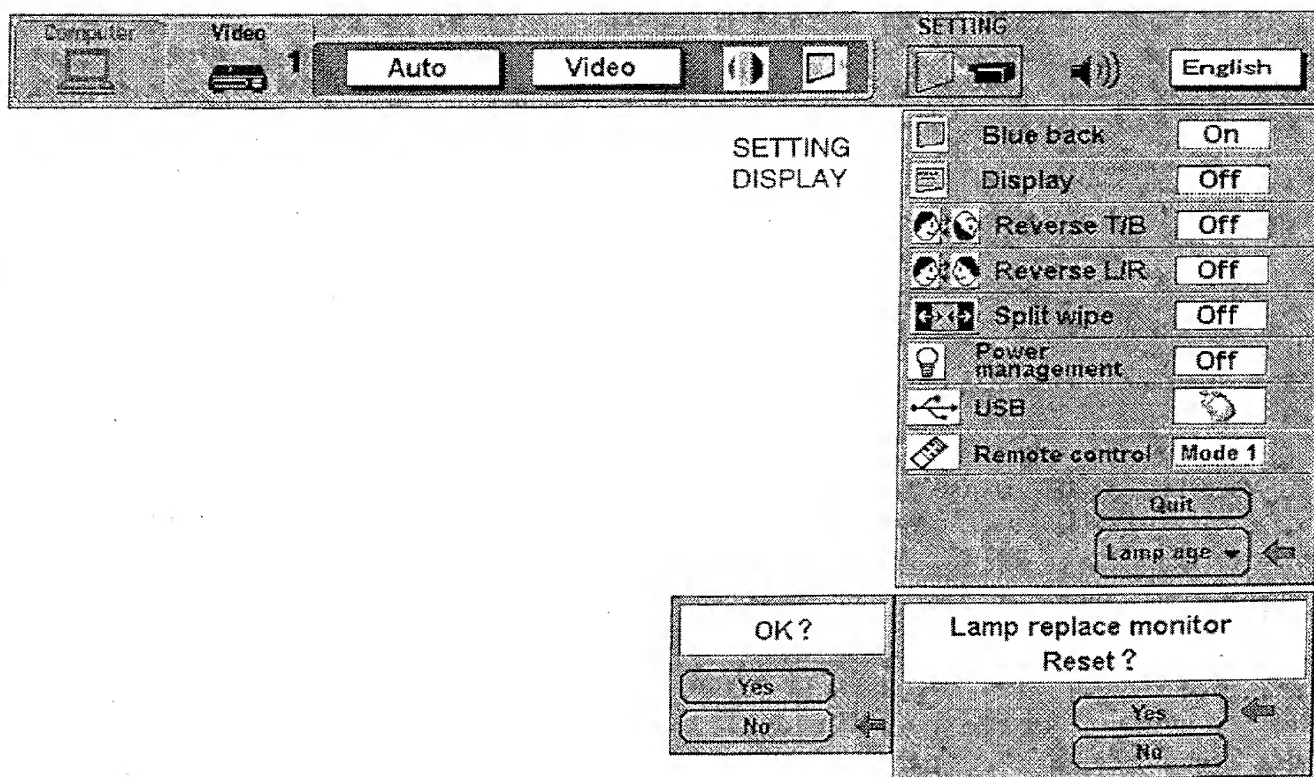 Computer
Video
1
Auto
Video
SETTING
English
SETTING
DISPLAY
Blue back On
Display Off
Reverse T/B Off
Reverse L/R Off
Split wipe Off
Power
management Off
USB
Remote control Mode 1
Quit
Lamp age
OK?
Yes
No
Lamp replace monitor
Reset?
Yes
No